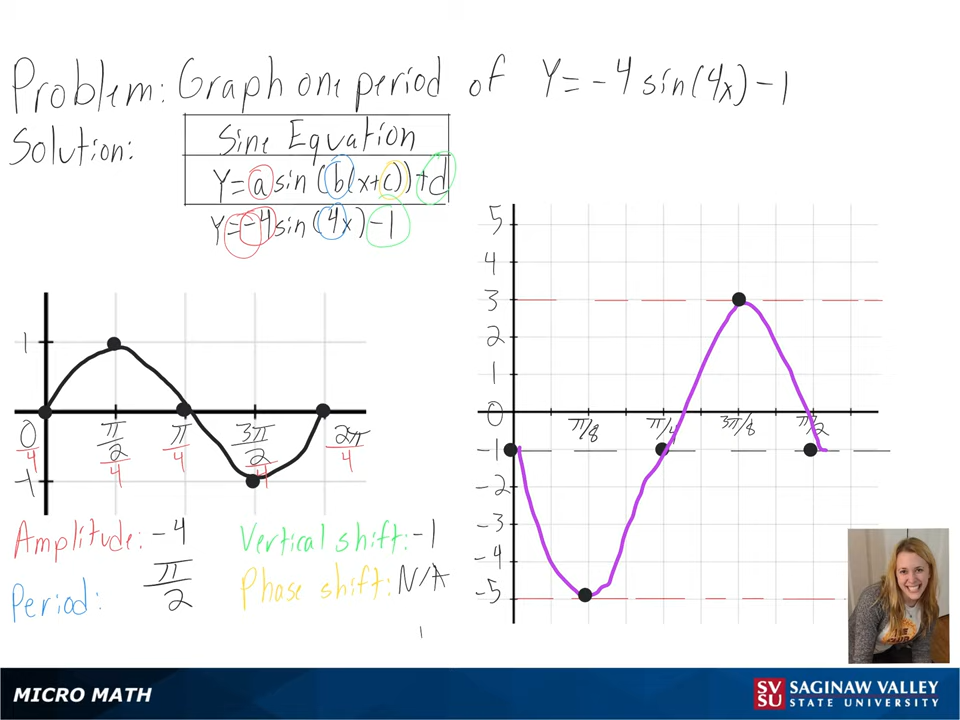 Problem: Graph one period of Y = -4 sin(4x) - 1
Solution:
Sine Equation
Y = a sin (b(x+c)) + d
Y = -4 sin (4x) - 1
1
0/4 π/2/4 π/4 3π/2/4 2π/4
-1
Amplitude: -4
Vertical shift: -1
Period: π/2
Phase shift: N/A
5
4
3
2
1
0
π/8 π/4 3π/8 π/2
-1
-2
-3
-4
-5
MICRO MATH
SV SU SAGINAW VALLEY
STATE UNIVERSITY